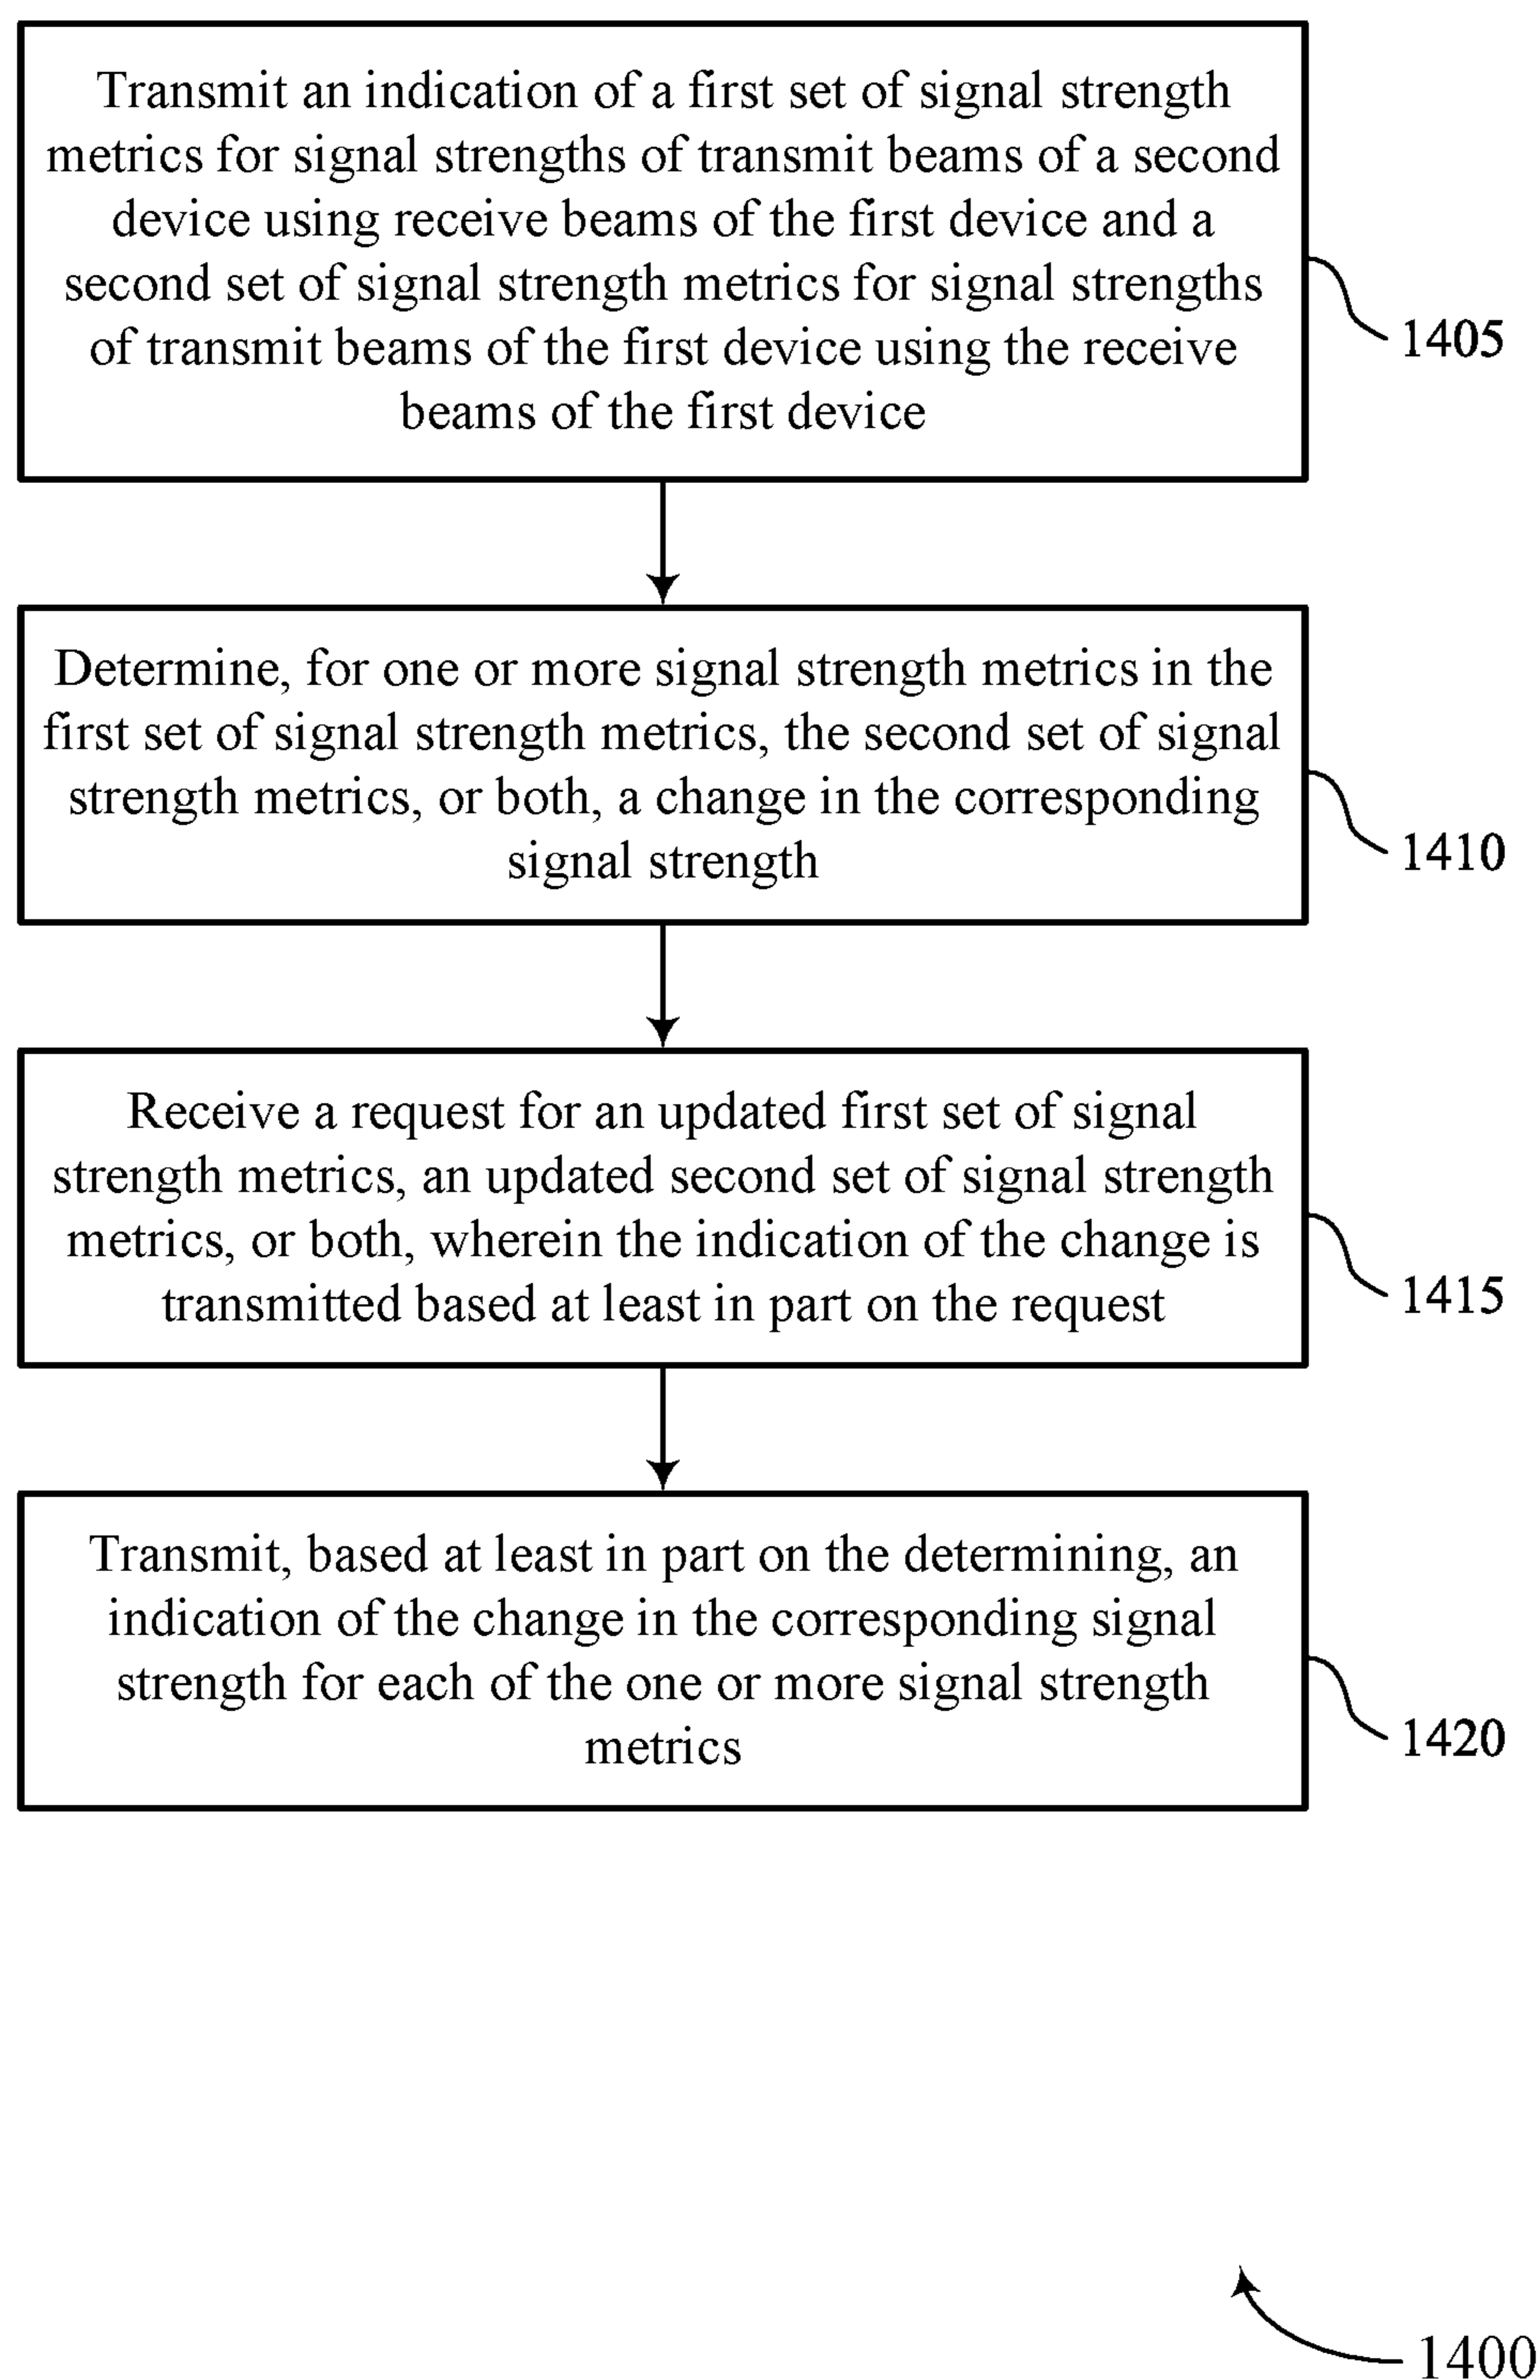 Transmit an indication of a first set of signal strength
metrics for signal strengths of transmit beams of a second
device using receive beams of the first device and a
second set of signal strength metrics for signal strengths
of transmit beams of the first device using the receive
beams of the first device
1405
Determine, for one or more signal strength metrics in the
first set of signal strength metrics, the second set of signal
strength metrics, or both, a change in the corresponding
signal strength
1410
Receive a request for an updated first set of signal
strength metrics, an updated second set of signal strength
metrics, or both, wherein the indication of the change is
transmitted based at least in part on the request
1415
Transmit, based at least in part on the determining, an
indication of the change in the corresponding signal
strength for each of the one or more signal strength
metrics
1420
1400